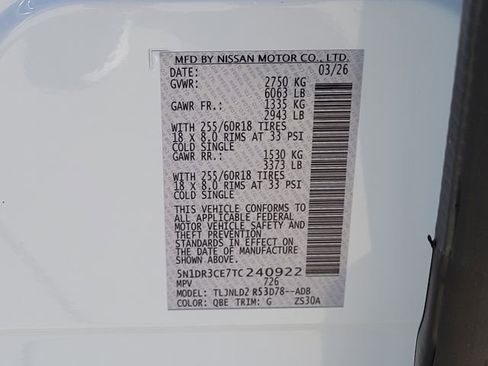 MFD BY NISSAN MOTOR CO., LTD.
DATE: 03/26
GVWR: 2750 KG
6063 LB
GAWR FR.: 1335 KG
2943 LB
WITH 255/60R18 TIRES
18 X 8.0 RIMS AT 33 PSI
COLD SINGLE
GAWR RR.: 1530 KG
3373 LB
WITH 255/60R18 TIRES
18 X 8.0 RIMS AT 33 PSI
COLD SINGLE
THIS VEHICLE CONFORMS TO
ALL APPLICABLE FEDERAL
MOTOR VEHICLE SAFETY AND
THEFT PREVENTION
STANDARDS IN EFFECT ON
THE DATE OF MANUFACTURE
SHOWN ABOVE.
5N1DR3CE7TC240922
MPV 726
MODEL: TLJNLD2 R53D78--ADB
COLOR: QBE TRIM: G ZS30A